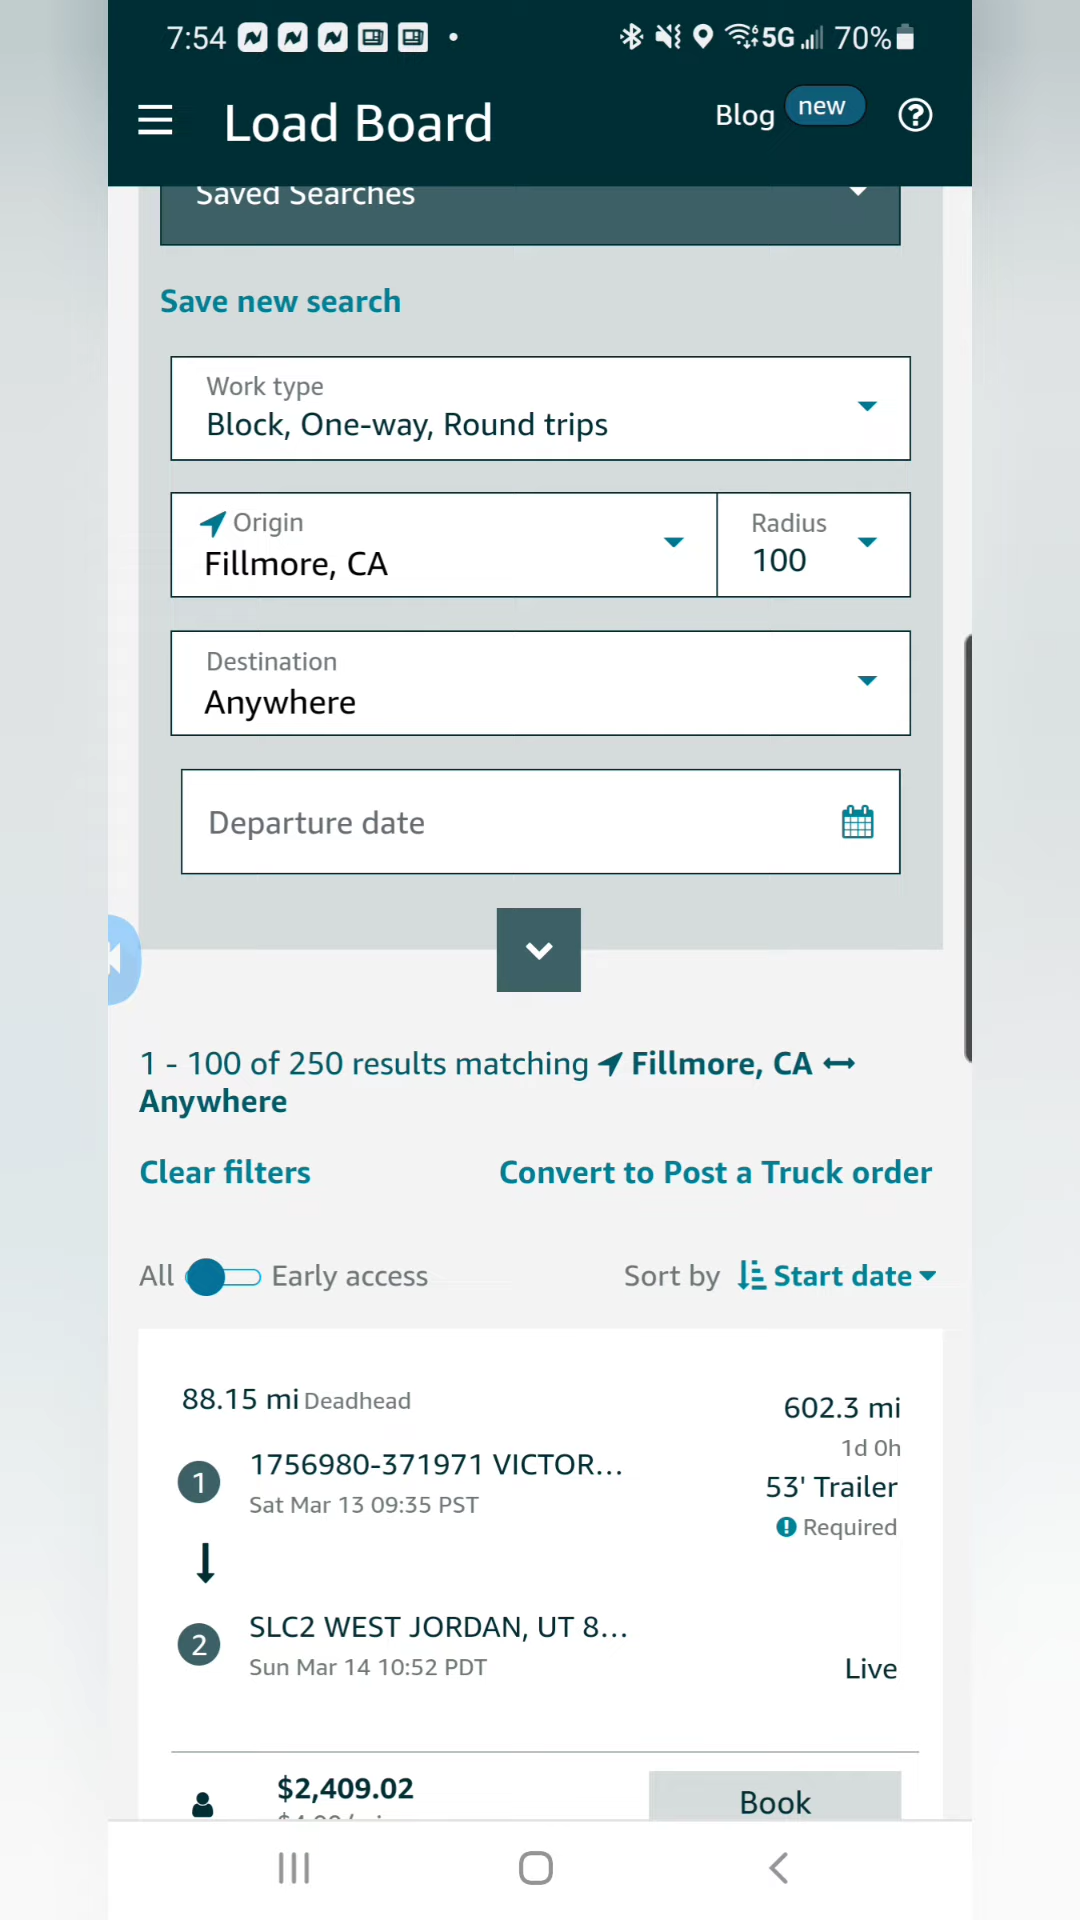 7:54 5G 70%
Load Board
Blog new
Saved Searches
Save new search
Work type
Block, One-way, Round trips
Origin
Fillmore, CA
Radius
100
Destination
Anywhere
Departure date
1 - 100 of 250 results matching Fillmore, CA ↔
Anywhere
Clear filters
Convert to Post a Truck order
All Early access
Sort by Start date
88.15 mi Deadhead
602.3 mi
1d 0h
1 1756980-371971 VICTOR...
Sat Mar 13 09:35 PST
53' Trailer
Required
2 SLC2 WEST JORDAN, UT 8...
Sun Mar 14 10:52 PDT
Live
$2,409.02
Book